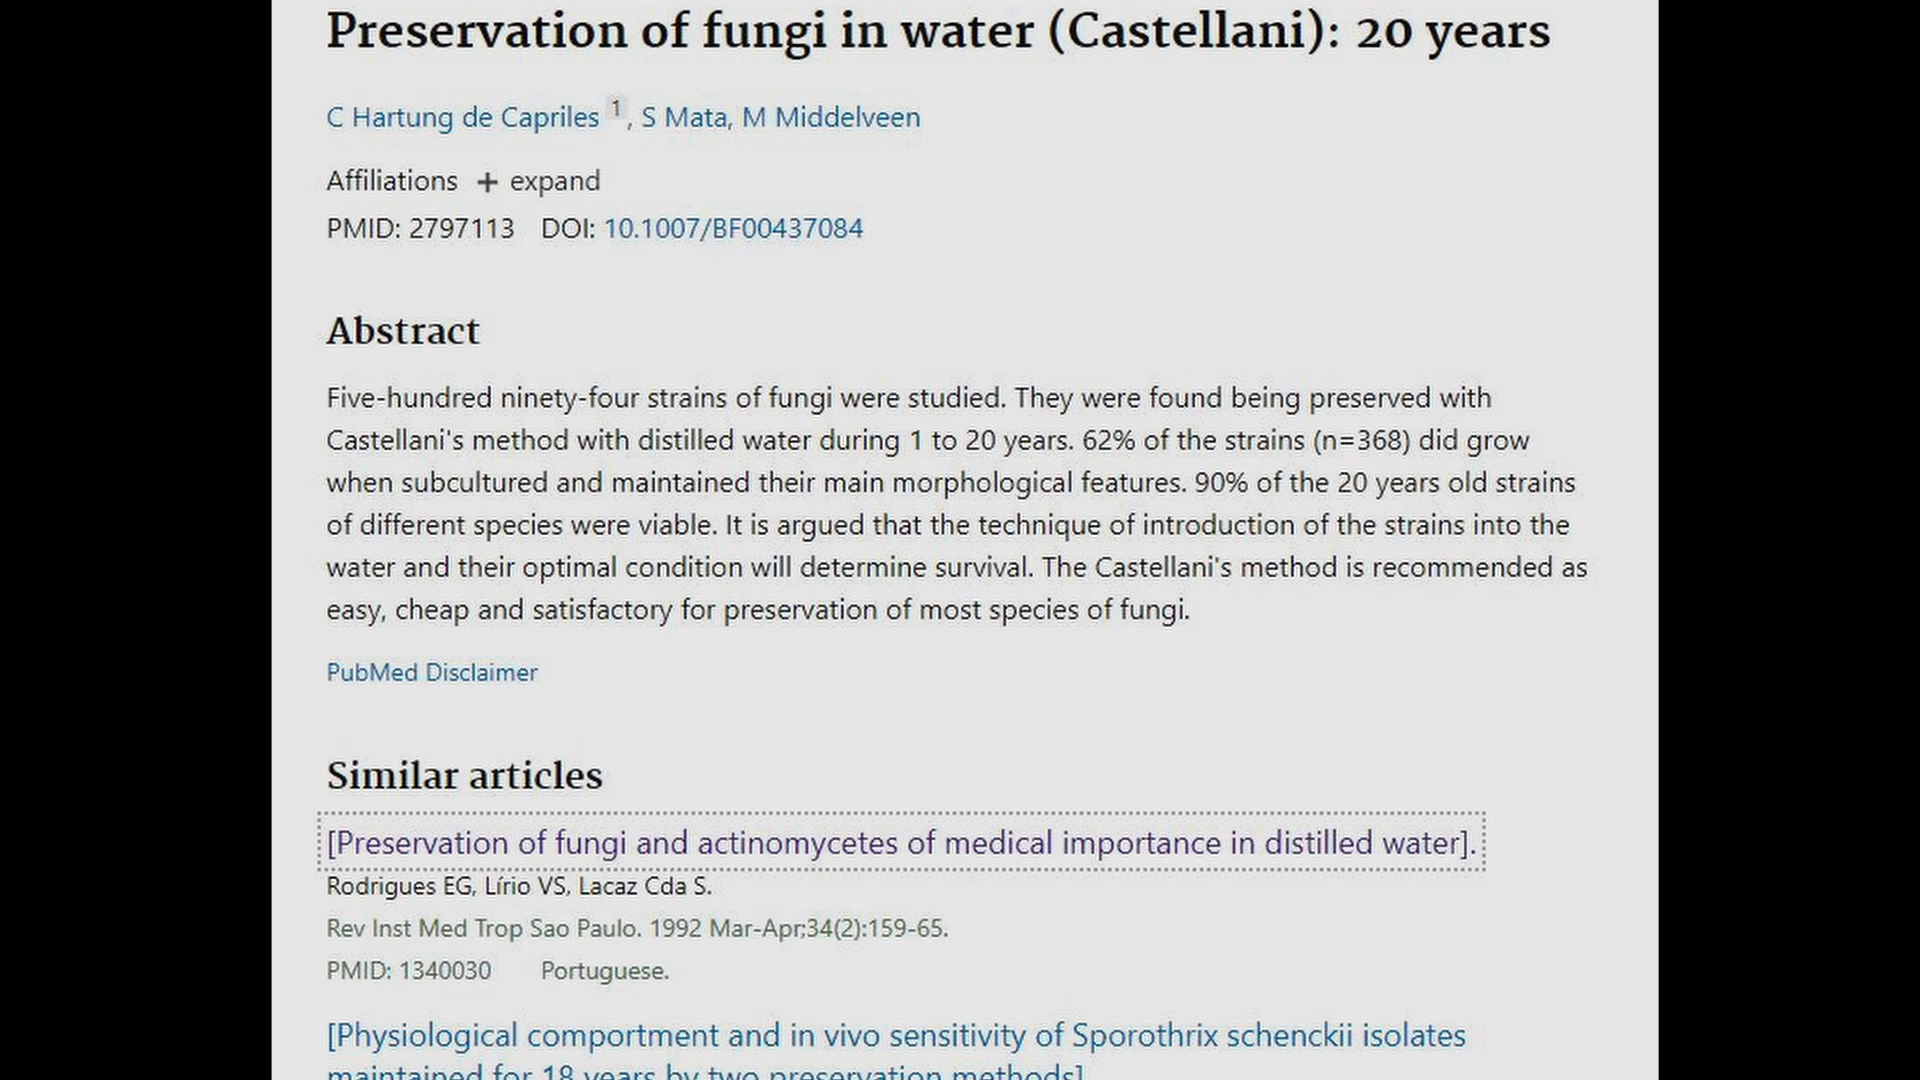 Preservation of fungi in water (Castellani): 20 years
C Hartung de Capriles 1, S Mata, M Middelveen
Affiliations + expand
PMID: 2797113 DOI: 10.1007/BF00437084
Abstract
Five-hundred ninety-four strains of fungi were studied. They were found being preserved with
Castellani's method with distilled water during 1 to 20 years. 62% of the strains (n=368) did grow
when subcultured and maintained their main morphological features. 90% of the 20 years old strains
of different species were viable. It is argued that the technique of introduction of the strains into the
water and their optimal condition will determine survival. The Castellani's method is recommended as
easy, cheap and satisfactory for preservation of most species of fungi.
PubMed Disclaimer
Similar articles
[Preservation of fungi and actinomycetes of medical importance in distilled water].
Rodrigues EG, Lírio VS, Lacaz Cda S.
Rev Inst Med Trop Sao Paulo. 1992 Mar-Apr;34(2):159-65.
PMID: 1340030 Portuguese.
[Physiological comportment and in vivo sensitivity of Sporothrix schenckii isolates
maintained for 18 years by two preservation methods]